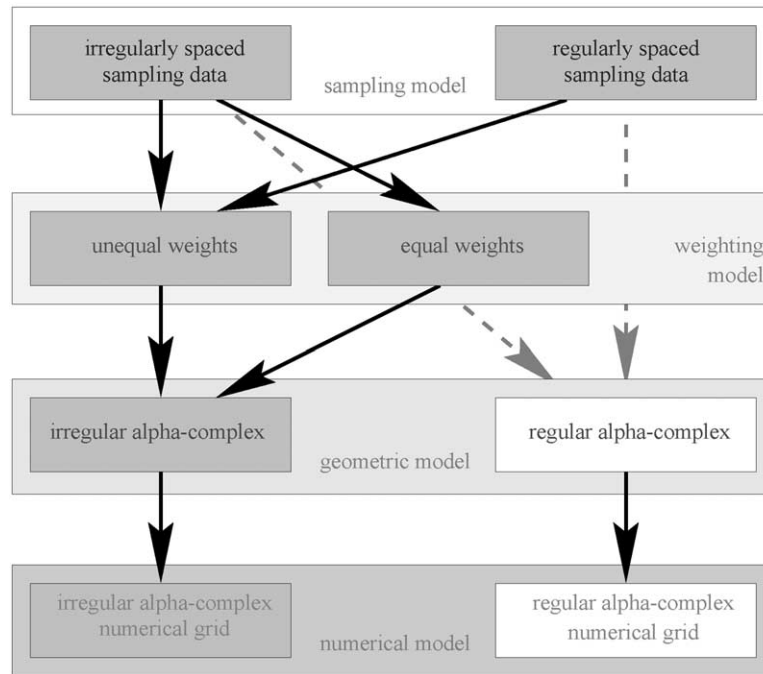 irregularly spaced
sampling data
regularly spaced
sampling data
sampling model
unequal weights
equal weights
weighting
model
irregular alpha-complex
regular alpha-complex
geometric model
irregular alpha-complex
numerical grid
regular alpha-complex
numerical grid
numerical model